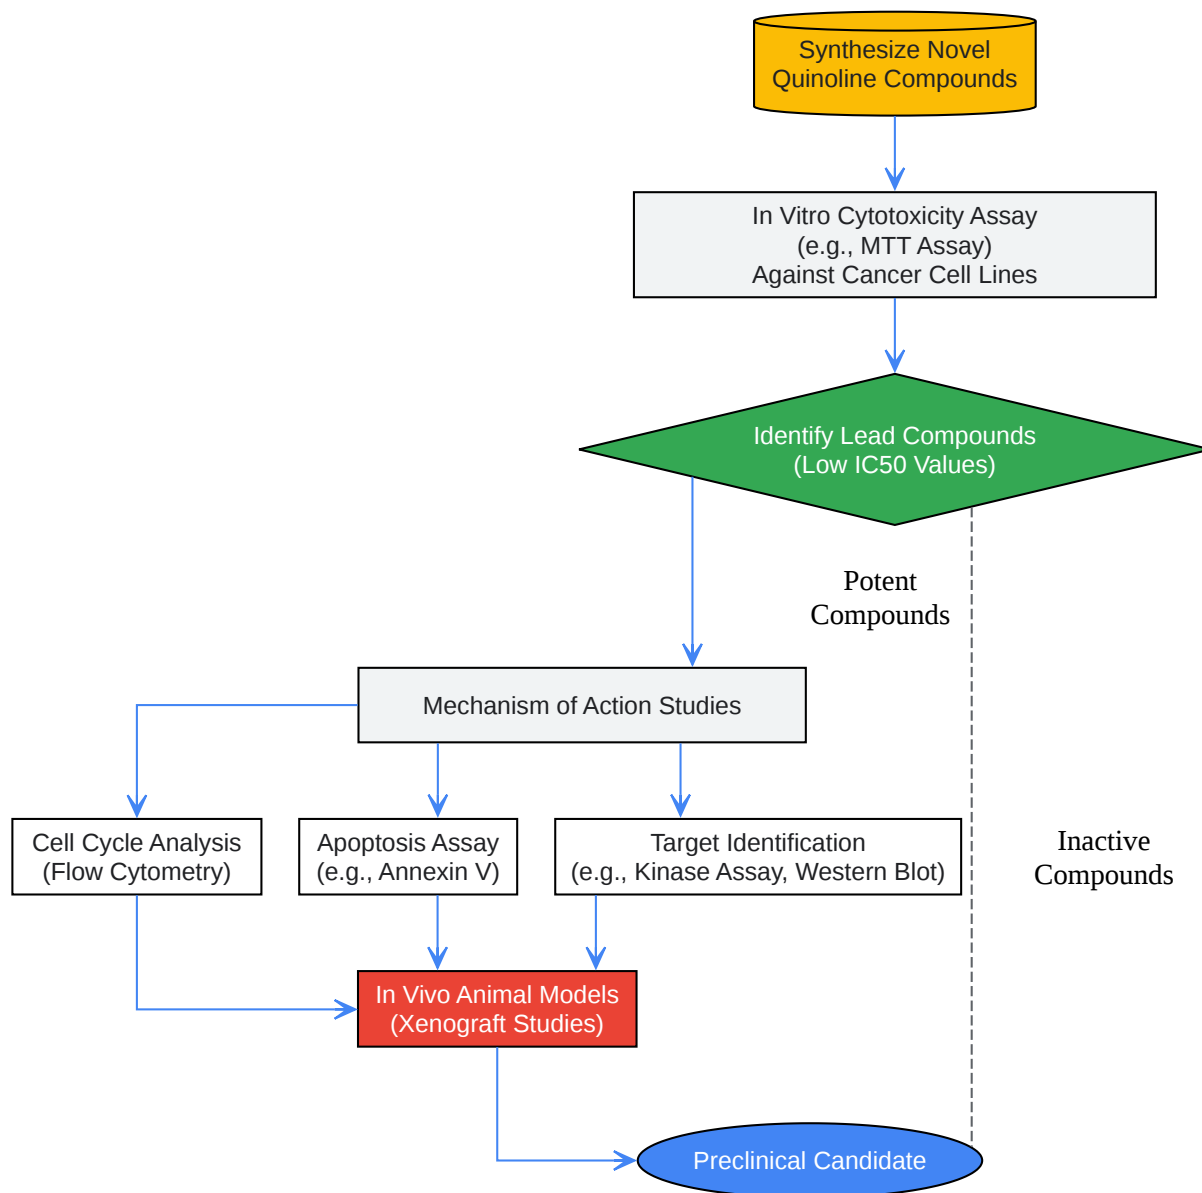 Synthesize Novel
Quinoline Compounds
In Vitro Cytotoxicity Assay
(e.g., MTT Assay)
Against Cancer Cell Lines
Identify Lead Compounds
(Low IC50 Values)
Potent
Compounds
Mechanism of Action Studies
Cell Cycle Analysis
(Flow Cytometry)
Apoptosis Assay
(e.g., Annexin V)
Target Identification
(e.g., Kinase Assay, Western Blot)
Inactive
Compounds
In Vivo Animal Models
(Xenograft Studies)
Preclinical Candidate